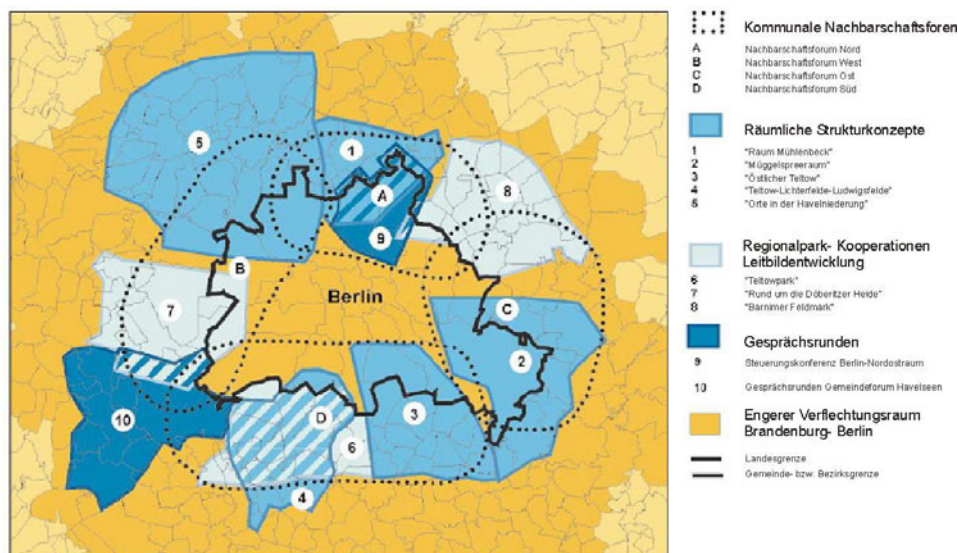 5
1
A
8
9
B
Berlin
7
C
2
10
D
3
6
4
Kommunale Nachbarschaftsforen
A Nachbarschaftsforum Nord
B Nachbarschaftsforum West
C Nachbarschaftsforum Ost
D Nachbarschaftsforum Süd
Räumliche Strukturkonzepte
1 "Raum Mühlenbeck"
2 "Müggelspreeraum"
3 "Östlicher Teltow"
4 "Teltow-Lichterfelde-Ludwigsfelde"
5 "Orte in der Havelniederung"
Regionalpark- Kooperationen
Leitbildentwicklung
6 "Teltowpark"
7 "Rund um die Döberitzer Heide"
8 "Barnimer Feldmark"
Gesprächsrunden
9 Steuerungskonferenz Berlin-Nordostraum
10 Gesprächsrunden Gemeindeforum Havelseen
Engerer Verflechtungsraum
Brandenburg- Berlin
Landesgrenze
Gemeinde- bzw. Bezirksgrenze